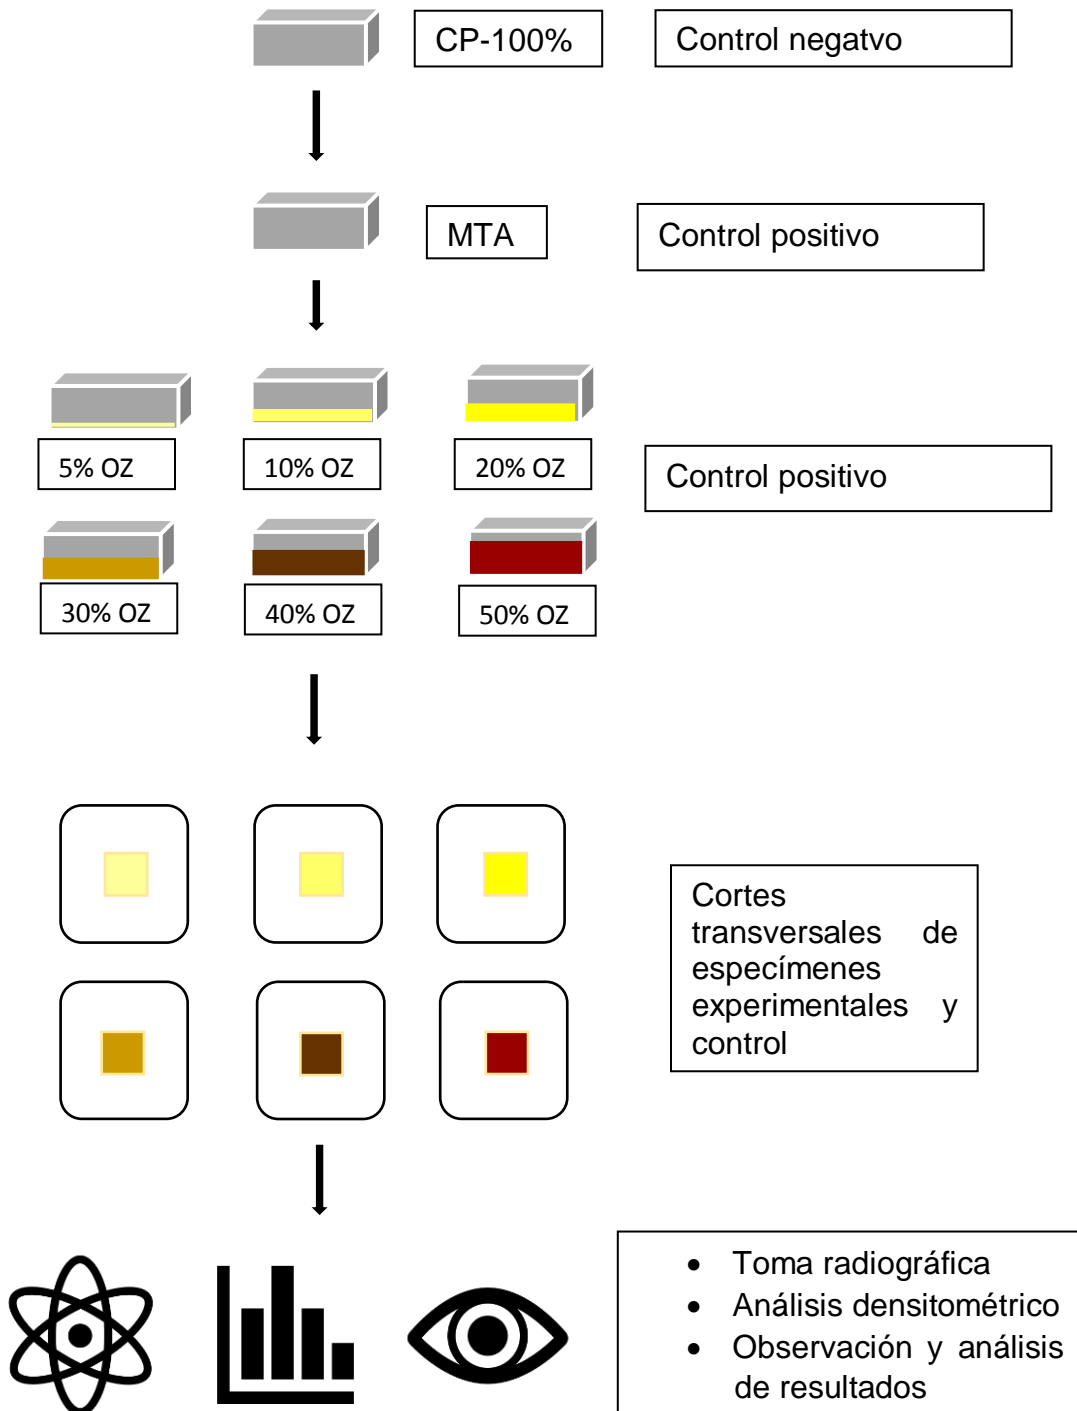 CP-100%
Control negatvo
MTA
Control positivo
5% OZ
10% OZ
20% OZ
Control positivo
30% OZ
40% OZ
50% OZ
Cortes
transversales de
especímenes
experimentales y
control
• Toma radiográfica
• Análisis densitométrico
• Observación y análisis
de resultados